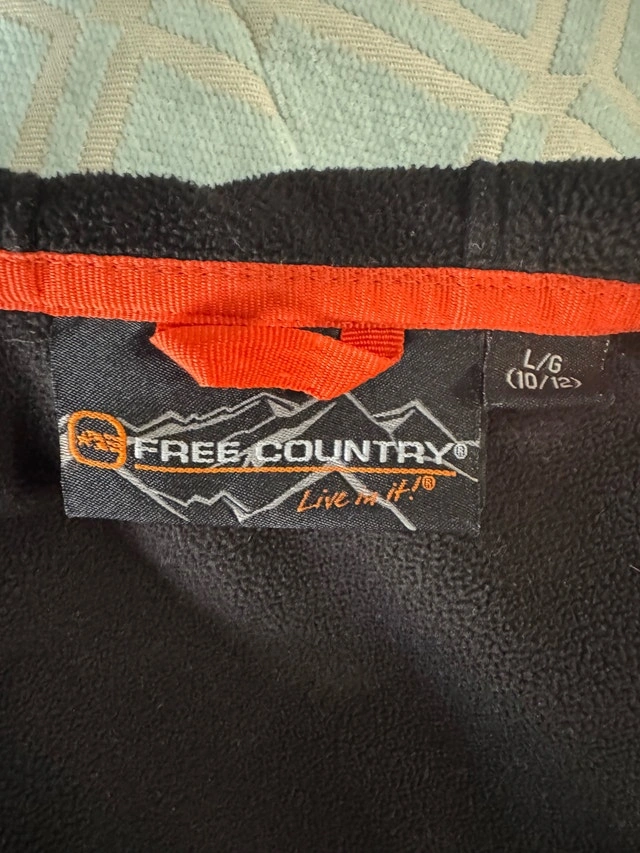 L/G
(10/12)
FREE COUNTRY®
Live in it!®